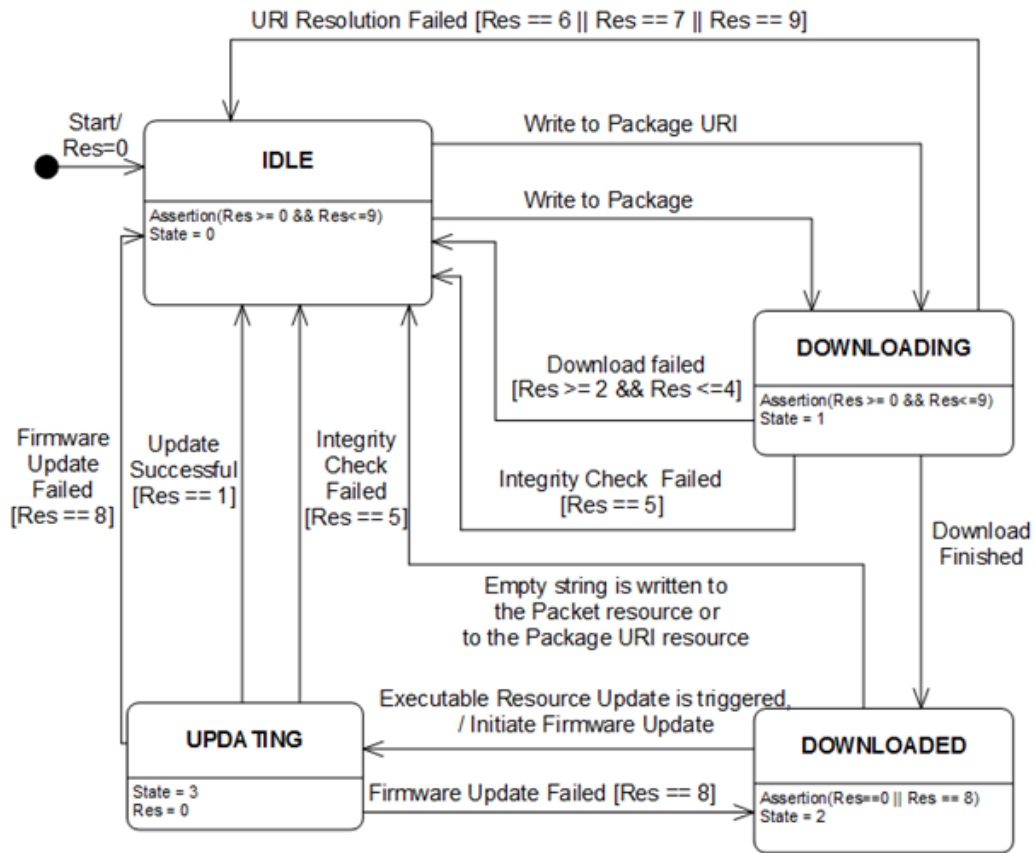 URI Resolution Failed [Res == 6 || Res == 7 || Res == 9]
Start/
Res=0
IDLE
Assertion(Res >= 0 && Res<=9)
State = 0
Write to Package URI
Write to Package
DOWNLOADING
Assertion(Res >= 0 && Res<=9)
State = 1
Download failed
[Res >= 2 && Res <=4]
Firmware
Update
Failed
[Res == 8]
Update
Successful
[Res == 1]
Integrity
Check
Failed
[Res == 5]
Integrity Check Failed
[Res == 5]
Download
Finished
Empty string is written to
the Packet resource or
to the Package URI resource
Executable Resource Update is triggered,
/ Initiate Firmware Update
UPDATING
State = 3
Res = 0
Firmware Update Failed [Res == 8]
DOWNLOADED
Assertion(Res==0 || Res == 8)
State = 2